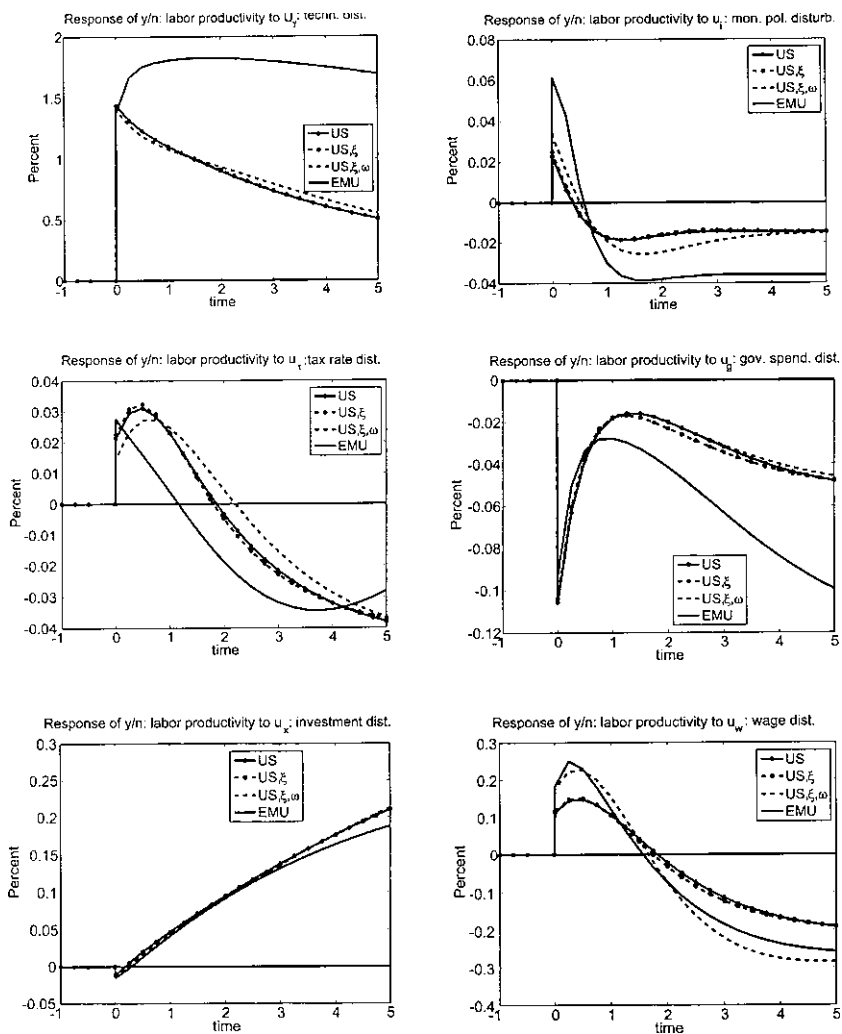 Response of y/n: labor productivity to Uγ: techn. dist.
2
1.5
1
0.5
0
Percent
US
US,ξ
US,ξ,ω
EMU
-1 0 1 2 3 4 5
time
Response of y/n: labor productivity to ui: mon. pol. disturb.
0.08
0.06
0.04
0.02
0
-0.02
-0.04
Percent
US
US,ξ
US,ξ,ω
EMU
-1 0 1 2 3 4 5
time
Response of y/n: labor productivity to uτ:tax rate dist.
0.04
0.03
0.02
0.01
0
-0.01
-0.02
-0.03
-0.04
Percent
US
US,ξ
US,ξ,ω
EMU
-1 0 1 2 3 4 5
time
Response of y/n: labor productivity to ug: gov. spend. dist.
0
-0.02
-0.04
-0.06
-0.08
-0.1
-0.12
Percent
US
US,ξ
US,ξ,ω
EMU
-1 0 1 2 3 4 5
time
Response of y/n: labor productivity to ux: investment dist.
0.3
0.25
0.2
0.15
0.1
0.05
0
-0.05
Percent
US
US,ξ
US,ξ,ω
EMU
-1 0 1 2 3 4 5
time
Response of y/n: labor productivity to uw: wage dist.
0.3
0.2
0.1
0
-0.1
-0.2
-0.3
-0.4
Percent
US
US,ξ
US,ξ,ω
EMU
-1 0 1 2 3 4 5
time